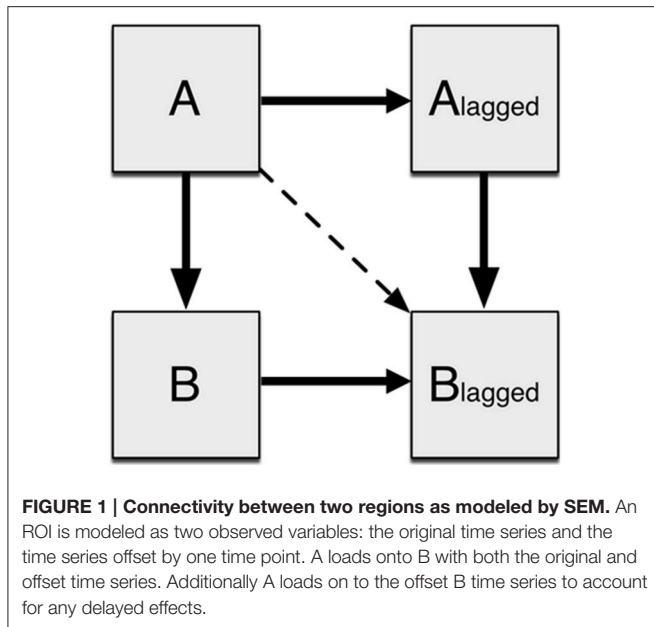 A
Alagged
B
Blagged
FIGURE 1 | Connectivity between two regions as modeled by SEM. An
ROI is modeled as two observed variables: the original time series and the
time series offset by one time point. A loads onto B with both the original and
offset time series. Additionally A loads on to the offset B time series to account
for any delayed effects.